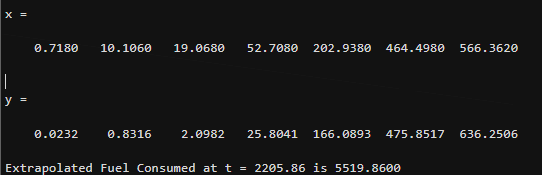 x =
0.7180 10.1060 19.0680 52.7080 202.9380 464.4980 566.3620
y =
0.0232 0.8316 2.0982 25.8041 166.0893 475.8517 636.2506
Extrapolated Fuel Consumed at t = 2205.86 is 5519.8600